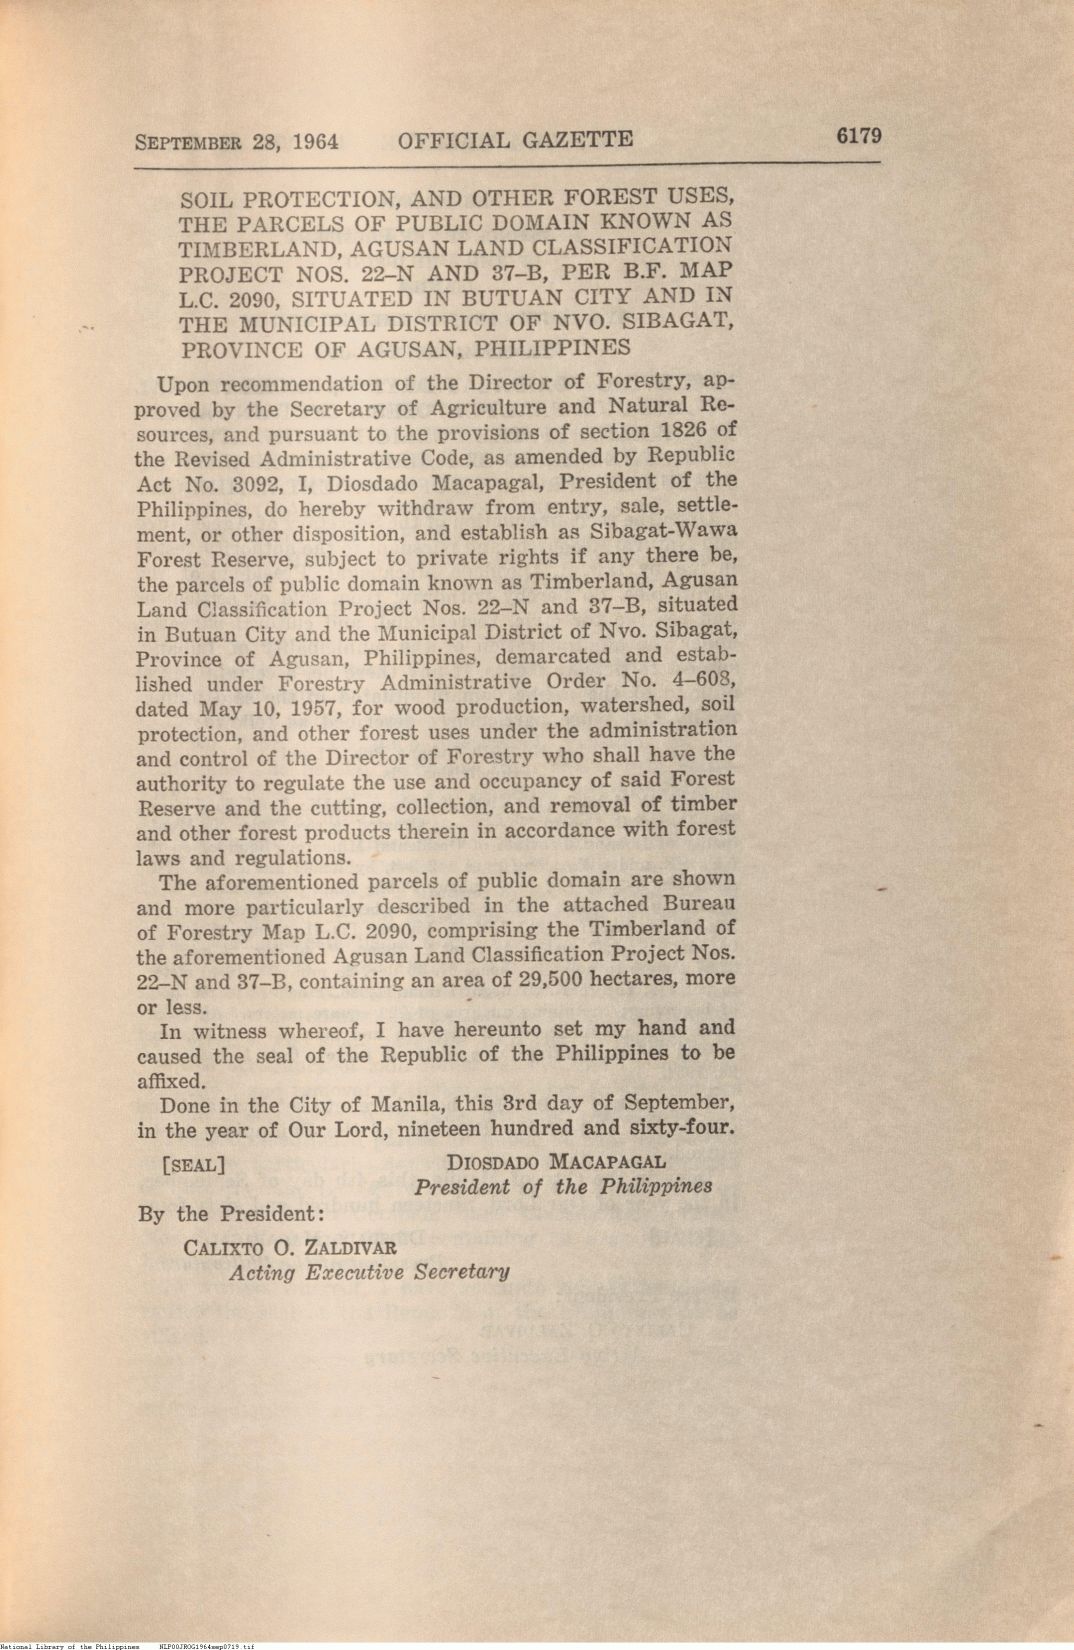 SEPTEMBER 28, 1964 OFFICIAL GAZETTE 6179
SOIL PROTECTION, AND OTHER FOREST USES,
THE PARCELS OF PUBLIC DOMAIN KNOWN AS
TIMBERLAND, AGUSAN LAND CLASSIFICATION
PROJECT NOS. 22–N AND 37–B, PER B.F. MAP
L.C. 2090, SITUATED IN BUTUAN CITY AND IN
THE MUNICIPAL DISTRICT OF NVO. SIBAGAT,
PROVINCE OF AGUSAN, PHILIPPINES
Upon recommendation of the Director of Forestry, ap-
proved by the Secretary of Agriculture and Natural Re-
sources, and pursuant to the provisions of section 1826 of
the Revised Administrative Code, as amended by Republic
Act No. 3092, I, Diosdado Macapagal, President of the
Philippines, do hereby withdraw from entry, sale, settle-
ment, or other disposition, and establish as Sibagat-Wawa
Forest Reserve, subject to private rights if any there be,
the parcels of public domain known as Timberland, Agusan
Land Classification Project Nos. 22–N and 37–B, situated
in Butuan City and the Municipal District of Nvo. Sibagat,
Province of Agusan, Philippines, demarcated and estab-
lished under Forestry Administrative Order No. 4–608,
dated May 10, 1957, for wood production, watershed, soil
protection, and other forest uses under the administration
and control of the Director of Forestry who shall have the
authority to regulate the use and occupancy of said Forest
Reserve and the cutting, collection, and removal of timber
and other forest products therein in accordance with forest
laws and regulations.
The aforementioned parcels of public domain are shown
and more particularly described in the attached Bureau
of Forestry Map L.C. 2090, comprising the Timberland of
the aforementioned Agusan Land Classification Project Nos.
22–N and 37–B, containing an area of 29,500 hectares, more
or less.
In witness whereof, I have hereunto set my hand and
caused the seal of the Republic of the Philippines to be
affixed.
Done in the City of Manila, this 3rd day of September,
in the year of Our Lord, nineteen hundred and sixty-four.
[SEAL] DIOSDADO MACAPAGAL
President of the Philippines
By the President:
CALIXTO O. ZALDIVAR
Acting Executive Secretary
National Library of the Philippines NLP00JROG1964sep0719.tif